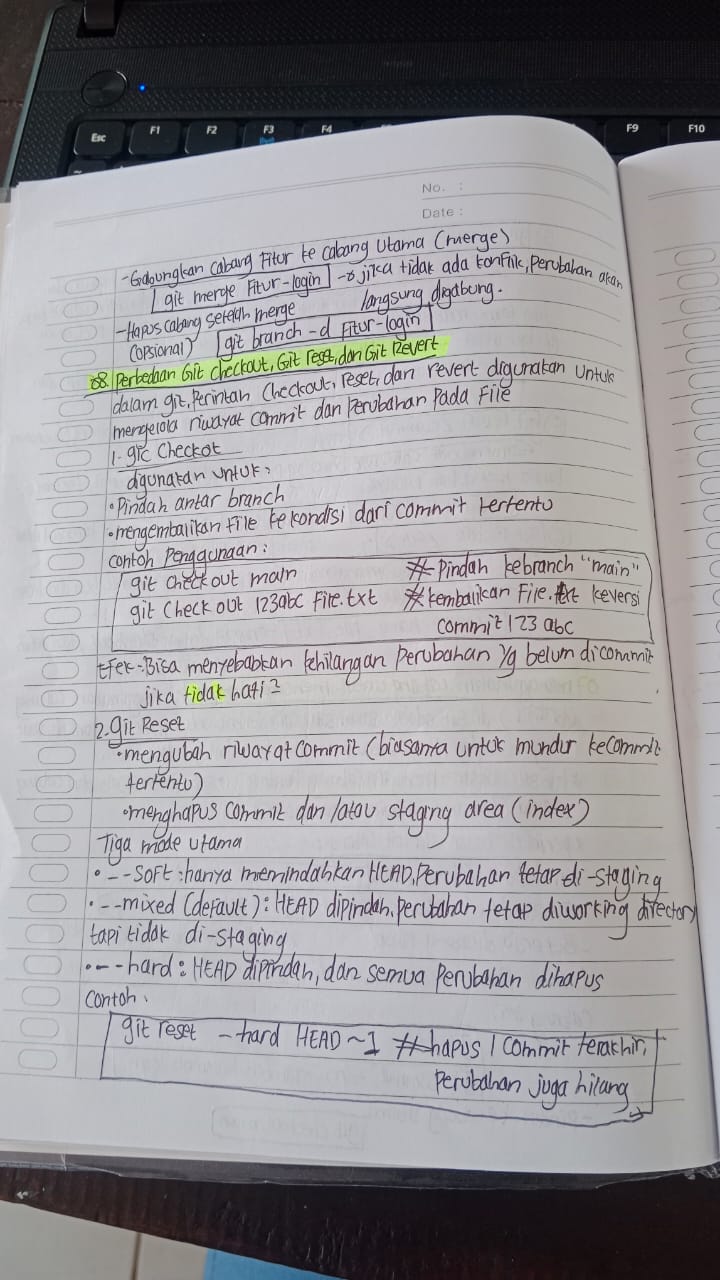 Esc F1 F2 F3 F4 F9 F10
No. :
Date :
-Gabungkan cabang Fitur ke cabang Utama (merge)
git merge Fitur-login → jika tidak ada konflik, perubahan akan
langsung digabung.
-Hapus cabang setelah merge
(opsional) git branch -d Fitur-login
68. Perbedaan Git Checkout, Git Reset, dan Git Revert
dalam git, Perintah Checkout, reset, dan revert digunakan untuk
mengelola riwayat commit dan perubahan pada File
1. gic Checkot
digunakan untuk:
• Pindah antar branch
• mengembalikan file ke kondisi dari commit tertento
contoh Penggunaan:
git check out main # Pindah kebranch "main"
git Check out 123abc File.txt # kembalikan File.txt keversi
commit 123 abc
Efek: Bisa menyebabkan kehilangan perubahan yg belum dicommit
jika tidak hati2
2. git Reset
• mengubah riwayat commit (biasanya untuk mundur kecommit
tertento)
• menghapus commit dan /atau staging area (index)
Tiga mode utama
• --SOFT : hanya memindahkan HEAD, Perubahan tetap di-staging
• --mixed (default): HEAD dipindah, perubahan tetap diworking directory
tapi tidak di-staging
• --hard: HEAD dipindah, dan semua perubahan dihapus
Contoh.
git reset -hard HEAD~1 # hapus 1 commit terakhir,
Perubahan juga hilang